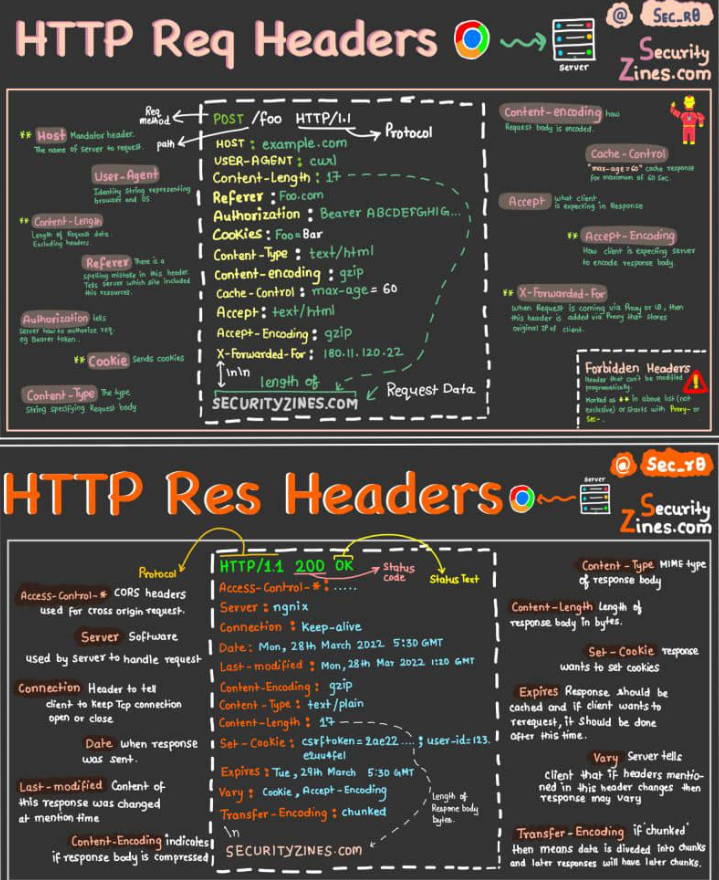 HTTP Req Headers
@ Sec_r0
Security
Zines.com
Server
Req
method
path
Protocol
POST /foo HTTP/1.1
HOST : example.com
USER-AGENT : curl
Content-Length : 17
Referer : Foo.com
Authorization : Bearer ABCDEFGHIG...
Cookies : Foo=Bar
Content-Type : text/html
Content-encoding : gzip
Cache-Control : max-age = 60
Accept : text/html
Accept-Encoding : gzip
X-Forwarded-For : 180.11.120.22
\n\n
length of
SECURITYZINES.COM
Request Data
** Host Mandator header.
The name of server to request.
User-Agent
Identity String representing
browser and OS.
** Content-Length
Length of Request data
Excluding headers.
Referer There is a
spelling mistake in this header
Tells server which site included
this resources.
Authorization lets
server how to authorize req.
eg Bearer token.
** Cookie Sends cookies
Content-Type The type
String specifying Request body
Content-encoding how
Request body is encoded.
Cache-Control
"max-age=60" cache response
for maximum of 60 Sec.
Accept What client
is expecting in Response
** Accept-Encoding
How client is expecting server
to encode response body.
** X-Forwarded-For
When Request is coming via Proxy or LB, then
this header is added via Proxy that stores
original IP of client.
Forbidden Headers
Header that can't be modified
programatically.
Marked as ** in above list (not
exclusive) or Starts with Proxy- or
Sec-.
HTTP Res Headers
@ Sec_r0
Security
Zines.com
Server
Protocol
Status
code
Status Text
HTTP/1.1 200 OK
Access-Control-* : .....
Server : ngnix
Connection : Keep-alive
Date : Mon, 28th March 2022 5:30 GMT
Last-modified : Mon, 28th Mar 2022 1:20 GMT
Content-Encoding : gzip
Content-Type : text/plain
Content-Length : 17
Set-Cookie : csrftoken = 2ae22.... ; user-id=123.
e2uu4fe1
Expires : Tue, 29th March 5:30 GMT
Vary : Cookie, Accept-Encoding
Transfer-Encoding : chunked
\n
SECURITYZINES.COM
Length of
Respone body
bytes.
Access-Control-* CORS headers
used for cross origin request.
Server Software
used by server to handle request
Connection Header to tell
client to Keep Tcp connection
open or close
Date when response
was sent.
Last-modified Content of
this response was changed
at mention time
Content-Encoding indicates
if response body is compressed
Content-Type MIME type
of response body
Content-Length Length of
response body in bytes.
Set-Cookie response
wants to set cookies
Expires Response should be
cached and if client wants to
rerequest, it should be done
after this time.
Vary Server tells
client that if headers mentio-
ned in this header changes then
response may vary
Transfer-Encoding if 'chunked'
then means data is diveded into chunks
and later responses will have later chunks.